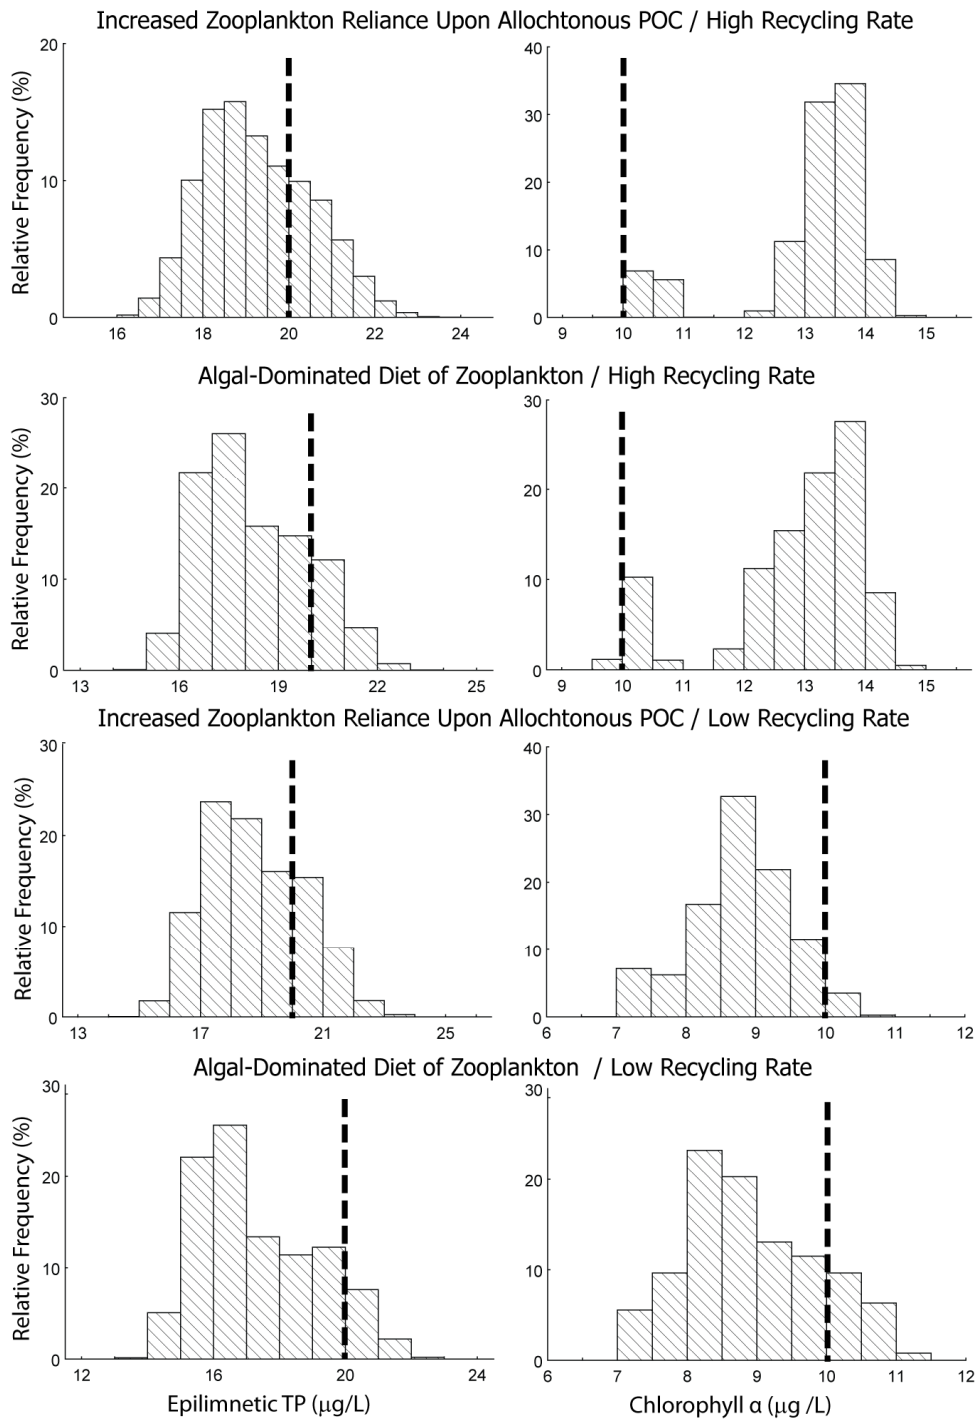 Increased Zooplankton Reliance Upon Allochtonous POC / High Recycling Rate
Relative Frequency (%)
20
10
0
16 18 20 22 24
40
30
20
10
0
9 10 11 12 13 14 15
Algal-Dominated Diet of Zooplankton / High Recycling Rate
Relative Frequency (%)
30
20
10
0
13 16 19 22 25
30
20
10
0
9 10 11 12 13 14 15
Increased Zooplankton Reliance Upon Allochtonous POC / Low Recycling Rate
Relative Frequency (%)
30
20
10
0
13 17 21 25
40
30
20
10
0
6 7 8 9 10 11 12
Algal-Dominated Diet of Zooplankton / Low Recycling Rate
Relative Frequency (%)
30
20
10
0
12 16 20 24
Epilimnetic TP (μg/L)
30
20
10
0
6 7 8 9 10 11 12
Chlorophyll α (μg /L)